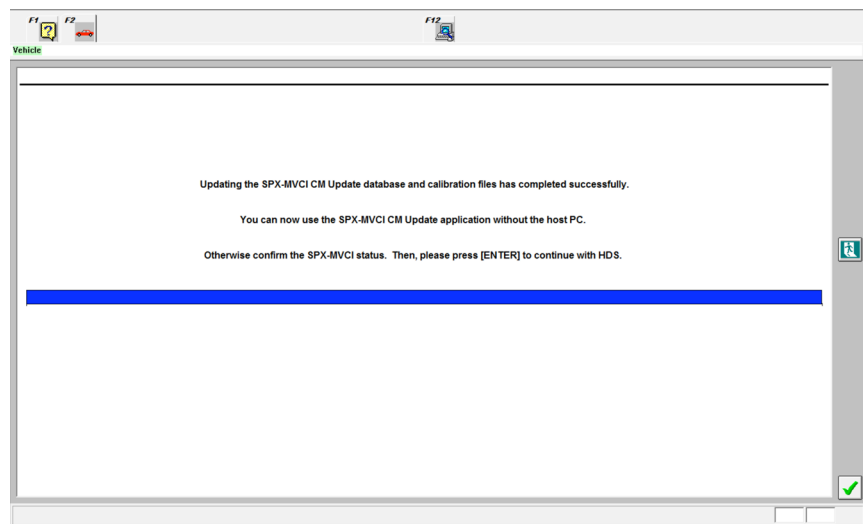 F1 F2 F12
Vehicle
Updating the SPX-MVCI CM Update database and calibration files has completed successfully.
You can now use the SPX-MVCI CM Update application without the host PC.
Otherwise confirm the SPX-MVCI status. Then, please press [ENTER] to continue with HDS.